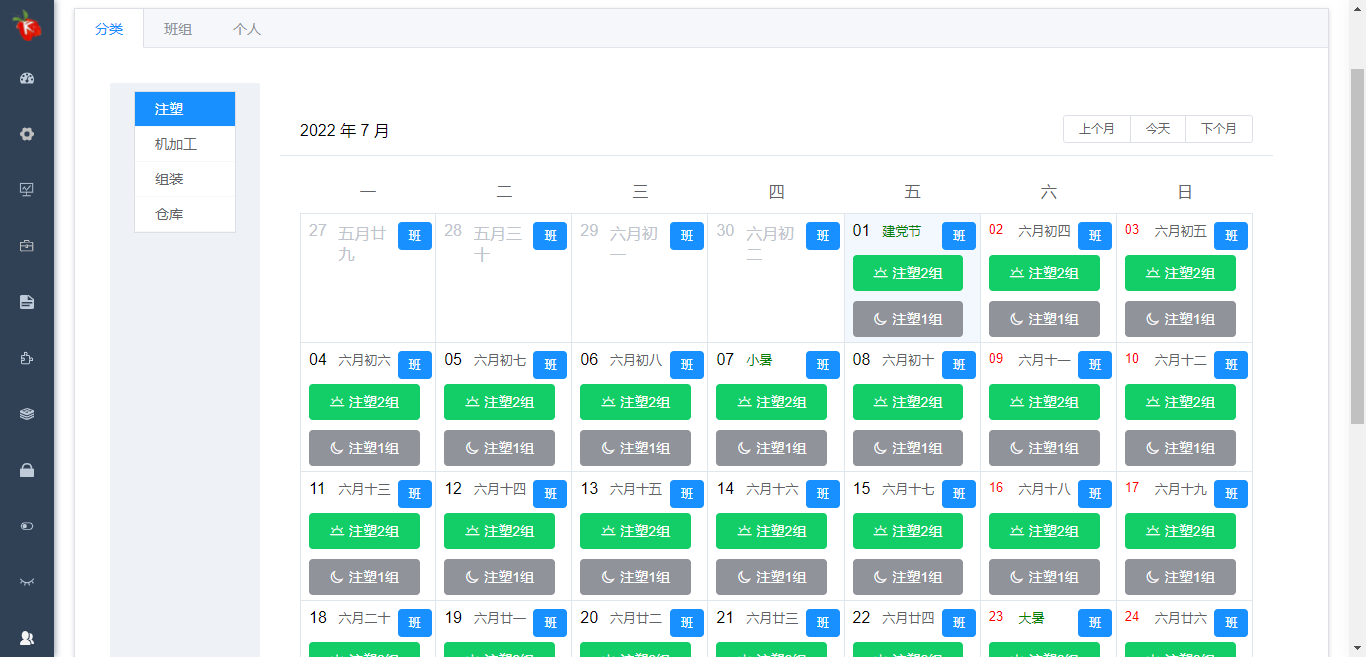 分类 班组 个人
注塑
机加工
组装
仓库
2022 年 7 月 上个月 今天 下个月
一 二 三 四 五 六 日
27 五月廿九 班 28 五月三十 班 29 六月初一 班 30 六月初二 班 01 建党节 班 02 六月初四 班 03 六月初五 班
注塑2组 注塑2组 注塑2组
注塑1组 注塑1组 注塑1组
04 六月初六 班 05 六月初七 班 06 六月初八 班 07 小暑 班 08 六月初十 班 09 六月十一 班 10 六月十二 班
注塑2组 注塑2组 注塑2组 注塑2组 注塑2组 注塑2组 注塑2组
注塑1组 注塑1组 注塑1组 注塑1组 注塑1组 注塑1组 注塑1组
11 六月十三 班 12 六月十四 班 13 六月十五 班 14 六月十六 班 15 六月十七 班 16 六月十八 班 17 六月十九 班
注塑2组 注塑2组 注塑2组 注塑2组 注塑2组 注塑2组 注塑2组
注塑1组 注塑1组 注塑1组 注塑1组 注塑1组 注塑1组 注塑1组
18 六月二十 班 19 六月廿一 班 20 六月廿二 班 21 六月廿三 班 22 六月廿四 班 23 大暑 班 24 六月廿六 班